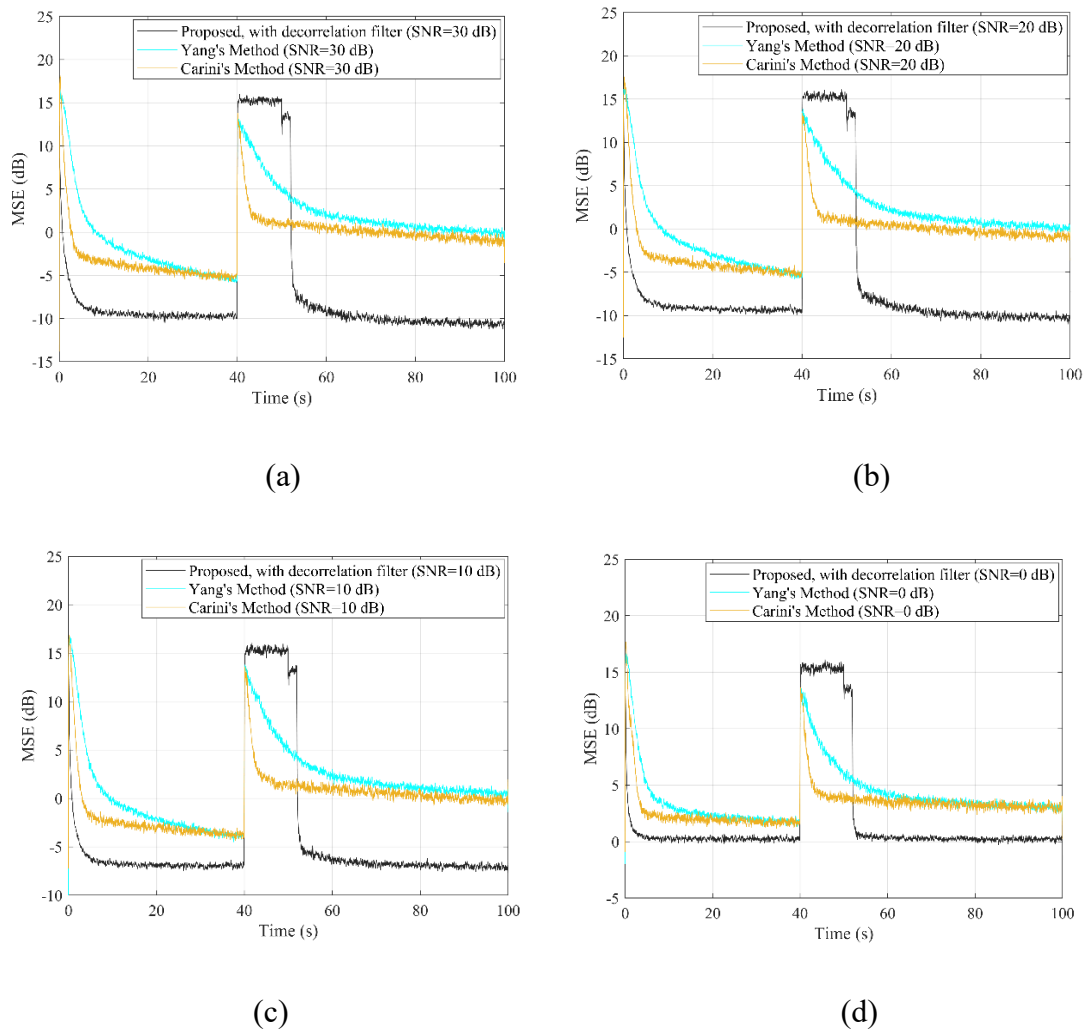 Proposed, with decorrelation filter (SNR=30 dB)
Yang's Method (SNR=30 dB)
Carini's Method (SNR=30 dB)
25
20
15
10
5
0
-5
-10
-15
MSE (dB)
0 20 40 60 80 100
Time (s)
(a)
Proposed, with decorrelation filter (SNR=20 dB)
Yang's Method (SNR=20 dB)
Carini's Method (SNR=20 dB)
25
20
15
10
5
0
-5
-10
-15
MSE (dB)
0 20 40 60 80 100
Time (s)
(b)
Proposed, with decorrelation filter (SNR=10 dB)
Yang's Method (SNR=10 dB)
Carini's Method (SNR=10 dB)
25
20
15
10
5
0
-5
-10
MSE (dB)
0 20 40 60 80 100
Time (s)
(c)
Proposed, with decorrelation filter (SNR=0 dB)
Yang's Method (SNR=0 dB)
Carini's Method (SNR=0 dB)
25
20
15
10
5
0
-5
MSE (dB)
0 20 40 60 80 100
Time (s)
(d)